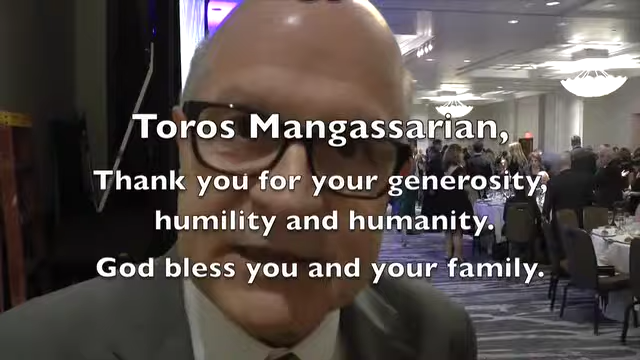 Toros Mangassarian,
Thank you for your generosity,
humility and humanity.
God bless you and your family.